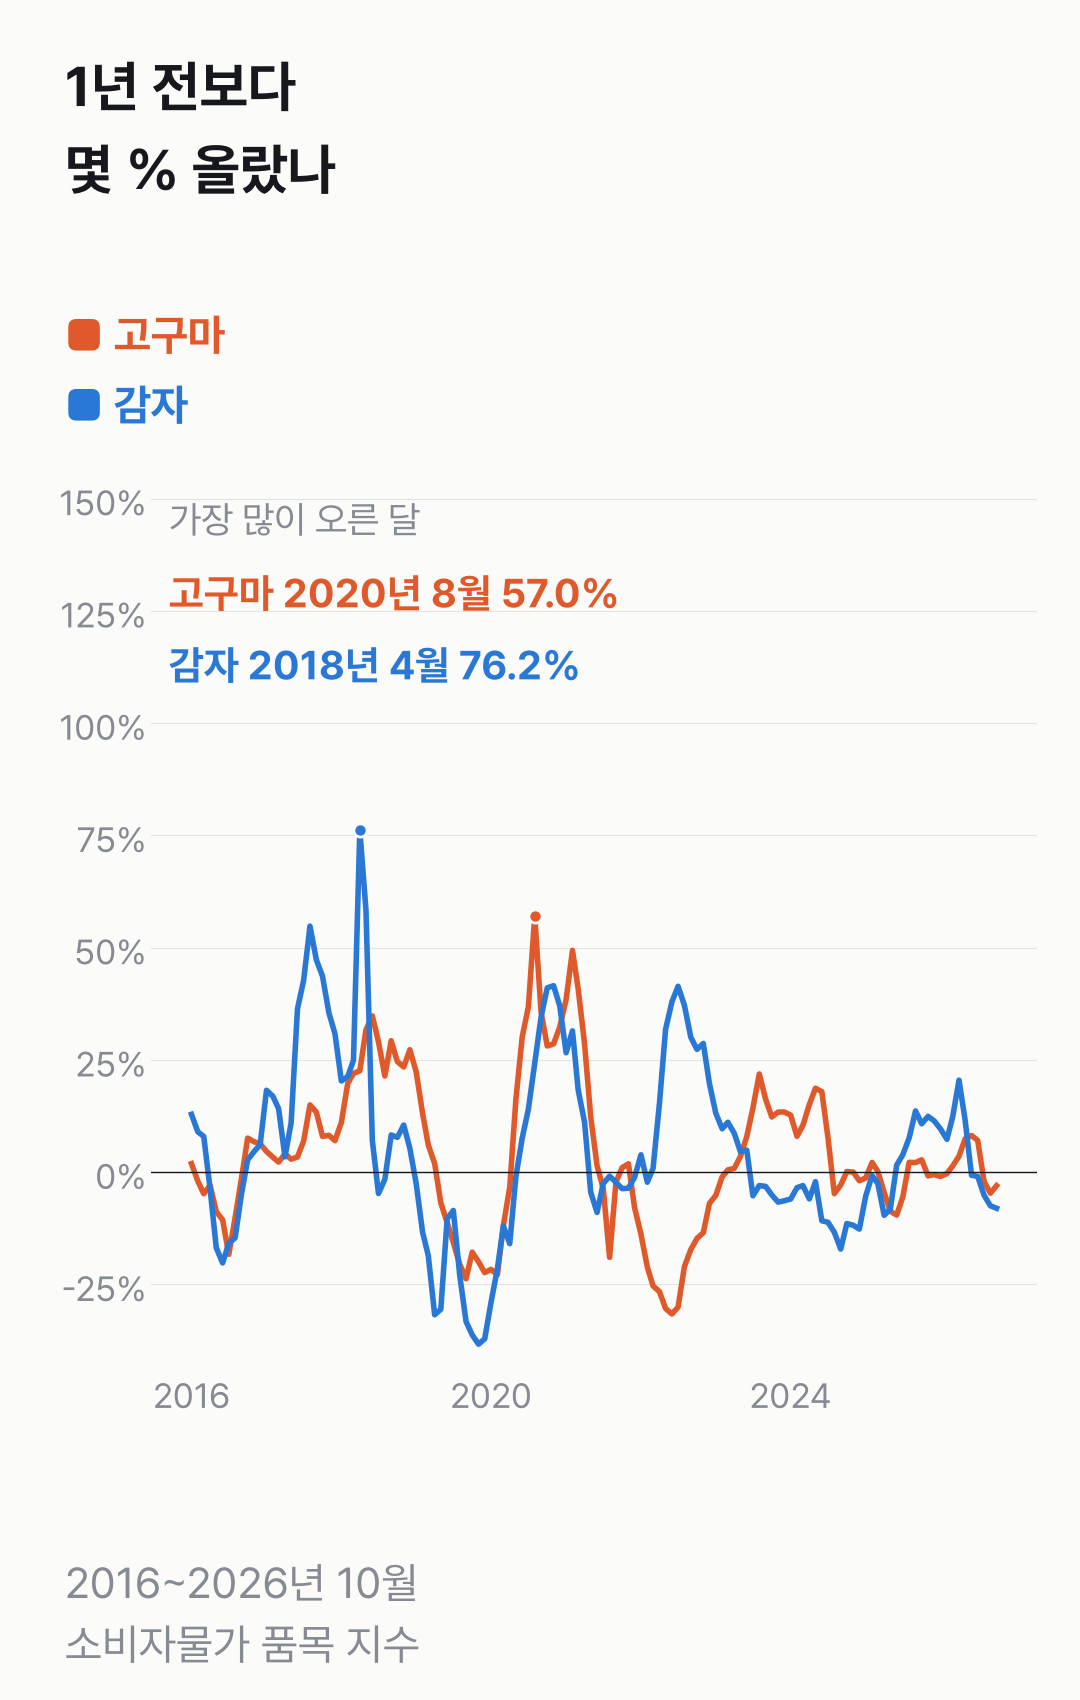 1년 전보다
몇 % 올랐나
고구마
감자
150%
가장 많이 오른 달
고구마 2020년 8월 57.0%
125%
감자 2018년 4월 76.2%
100%
75%
50%
25%
0%
-25%
2016 2020 2024
2016~2026년 10월
소비자물가 품목 지수